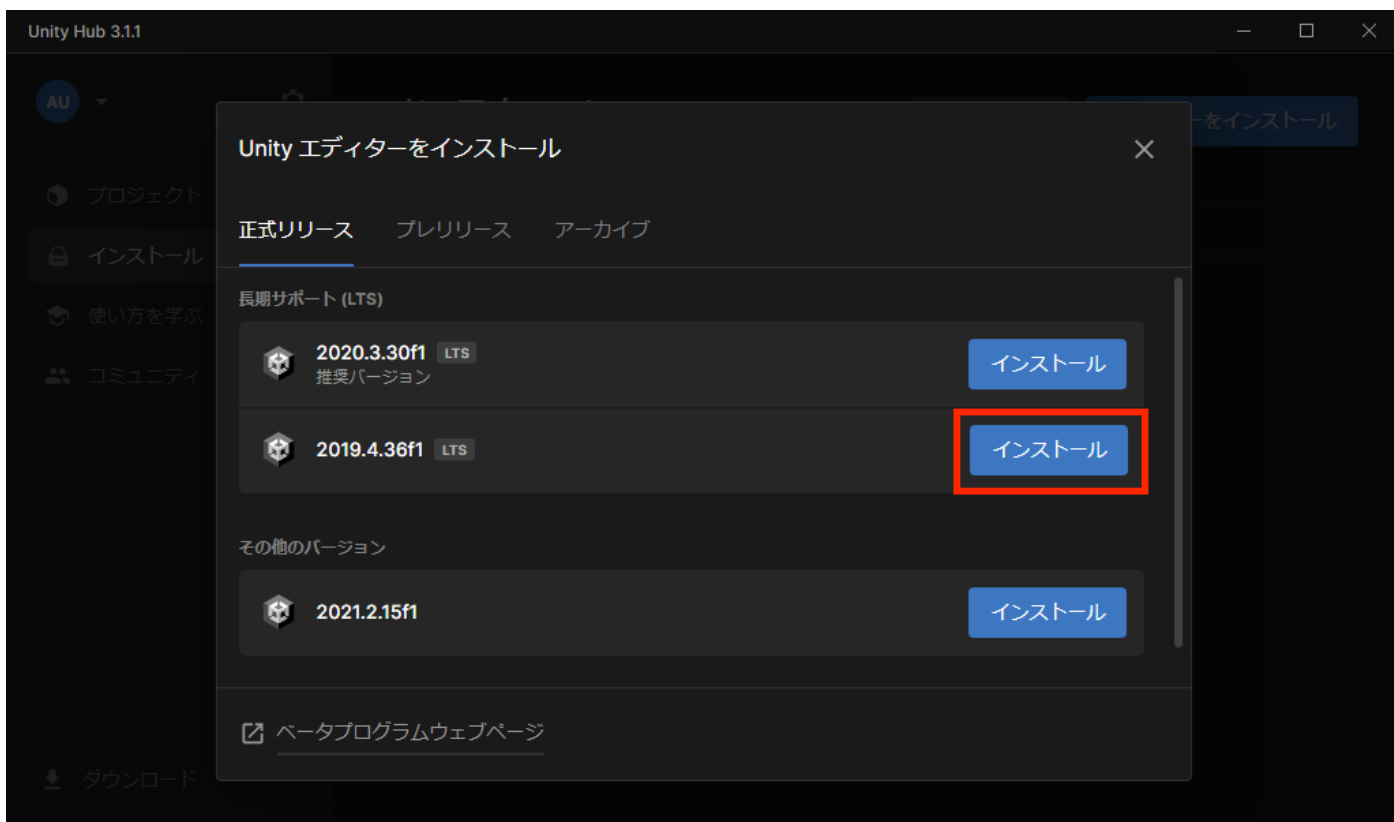 Unity Hub 3.1.1
AU
ーをインストール
Unity エディターをインストール
プロジェクト
インストール
使い方を学ぶ
コミュニティ
正式リリース プレリリース アーカイブ
長期サポート (LTS)
2020.3.30f1 LTS
推奨バージョン
インストール
2019.4.36f1 LTS
インストール
その他のバージョン
2021.2.15f1
インストール
ベータプログラムウェブページ
ダウンロード